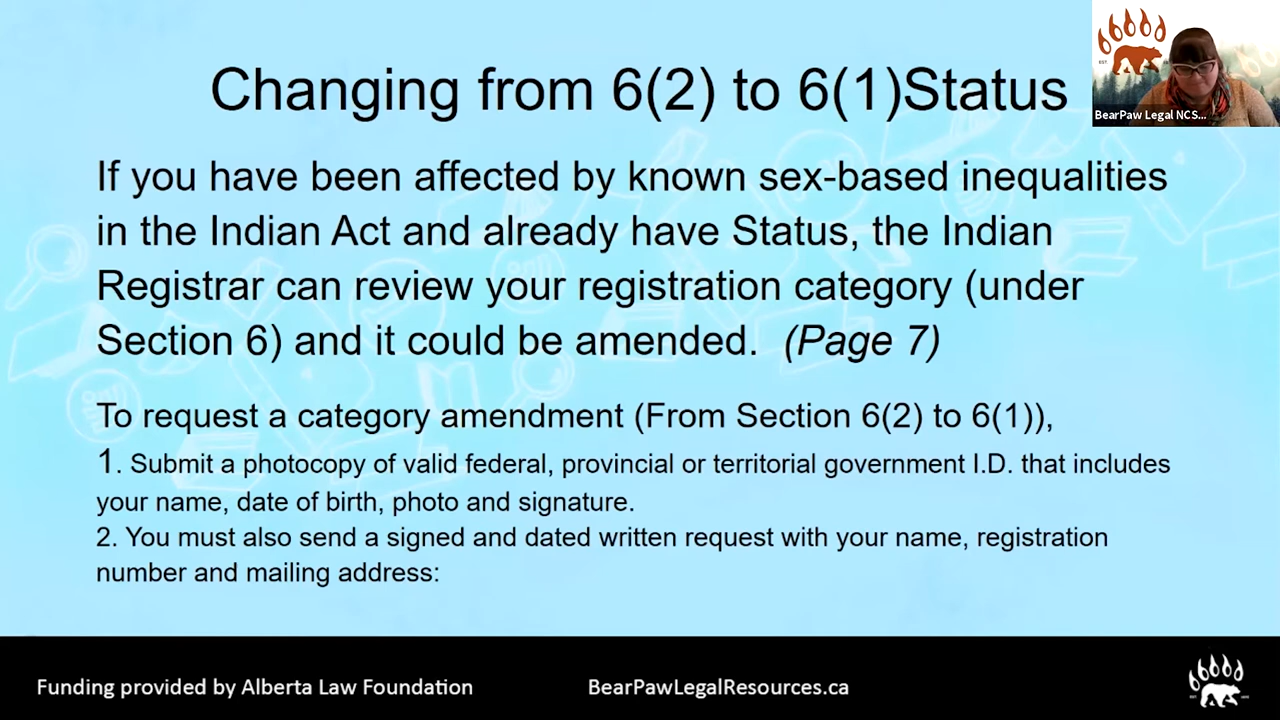 Changing from 6(2) to 6(1)Status
BearPaw Legal NCS...
If you have been affected by known sex-based inequalities
in the Indian Act and already have Status, the Indian
Registrar can review your registration category (under
Section 6) and it could be amended. (Page 7)
To request a category amendment (From Section 6(2) to 6(1)),
1. Submit a photocopy of valid federal, provincial or territorial government I.D. that includes
your name, date of birth, photo and signature.
2. You must also send a signed and dated written request with your name, registration
number and mailing address:
Funding provided by Alberta Law Foundation
BearPawLegalResources.ca